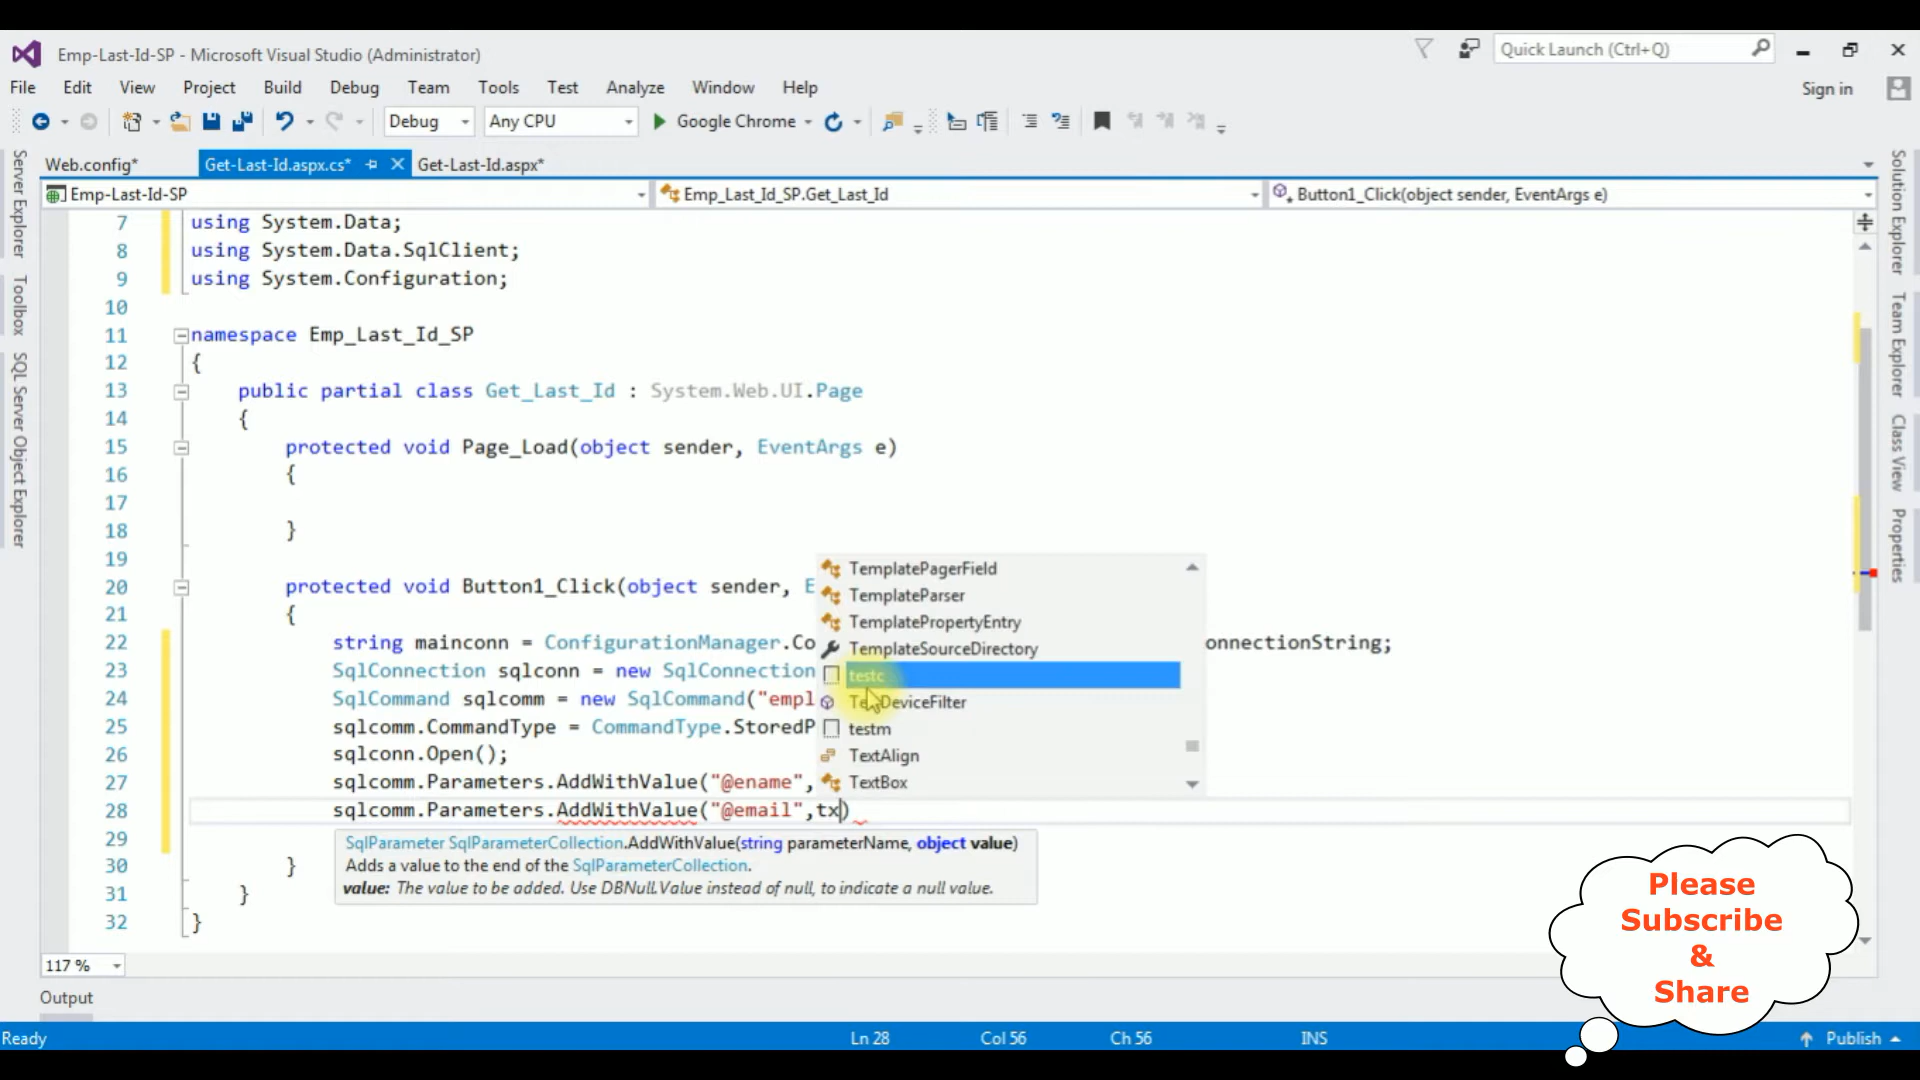 Emp-Last-Id-SP - Microsoft Visual Studio (Administrator)
Quick Launch (Ctrl+Q)
File Edit View Project Build Debug Team Tools Test Analyze Window Help
Sign in
Debug Any CPU Google Chrome
Web.config* Get-Last-Id.aspx.cs* Get-Last-Id.aspx*
Emp-Last-Id-SP Emp_Last_Id_SP.Get_Last_Id Button1_Click(object sender, EventArgs e)
Server Explorer
Toolbox
SQL Server Object Explorer
7 using System.Data;
8 using System.Data.SqlClient;
9 using System.Configuration;
10
11 namespace Emp_Last_Id_SP
12 {
13 public partial class Get_Last_Id : System.Web.UI.Page
14 {
15 protected void Page_Load(object sender, EventArgs e)
16 {
17
18 }
19
20 protected void Button1_Click(object sender, E
21 {
22 string mainconn = ConfigurationManager.Co onnectionString;
23 SqlConnection sqlconn = new SqlConnection
24 SqlCommand sqlcomm = new SqlCommand("empl
25 sqlcomm.CommandType = CommandType.StoredP
26 sqlconn.Open();
27 sqlcomm.Parameters.AddWithValue("@ename",
28 sqlcomm.Parameters.AddWithValue("@email",tx)
29
30 }
31 }
32 }
TemplatePagerField
TemplateParser
TemplatePropertyEntry
TemplateSourceDirectory
testc
TestDeviceFilter
testm
TextAlign
TextBox
SqlParameter SqlParameterCollection.AddWithValue(string parameterName, object value)
Adds a value to the end of the SqlParameterCollection.
value: The value to be added. Use DBNull.Value instead of null, to indicate a null value.
Solution Explorer
Team Explorer
Class View
Properties
Please
Subscribe
&
Share
117 %
Output
Ready Ln 28 Col 56 Ch 56 INS Publish